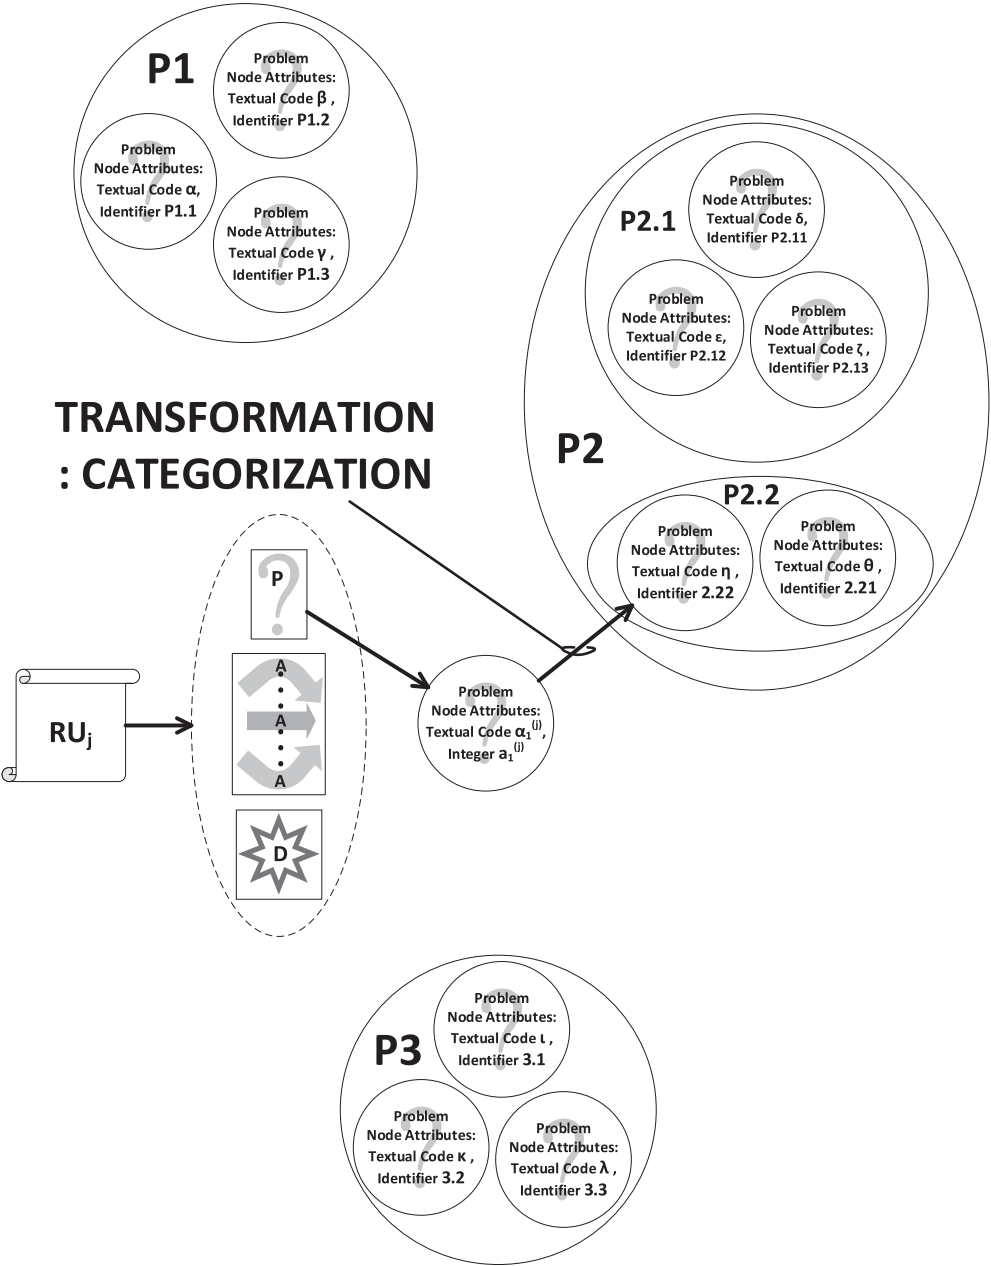 P1
Problem
Node Attributes:
Textual Code β ,
Identifier P1.2
Problem
Node Attributes:
Textual Code α,
Identifier P1.1
Problem
Node Attributes:
Textual Code γ ,
Identifier P1.3
P2.1
Problem
Node Attributes:
Textual Code δ,
Identifier P2.11
Problem
Node Attributes:
Textual Code ε,
Identifier P2.12
Problem
Node Attributes:
Textual Code ζ ,
Identifier P2.13
P2
P2.2
Problem
Node Attributes:
Textual Code η ,
Identifier 2.22
Problem
Node Attributes:
Textual Code θ ,
Identifier 2.21
TRANSFORMATION
: CATEGORIZATION
RUj
P
A
A
A
D
Problem
Node Attributes:
Textual Code α₁⁽ʲ⁾,
Integer a₁⁽ʲ⁾
P3
Problem
Node Attributes:
Textual Code ι ,
Identifier 3.1
Problem
Node Attributes:
Textual Code κ ,
Identifier 3.2
Problem
Node Attributes:
Textual Code λ ,
Identifier 3.3